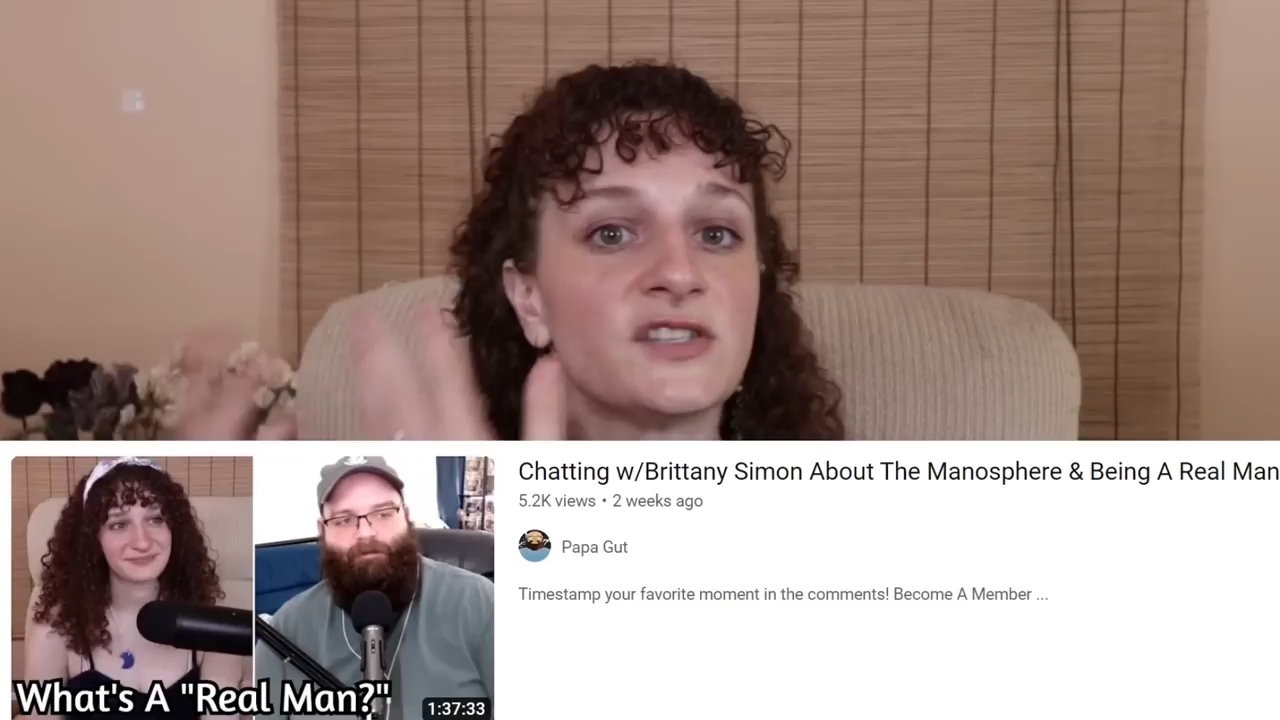 Chatting w/Brittany Simon About The Manosphere & Being A Real Man
5.2K views • 2 weeks ago
Papa Gut
Timestamp your favorite moment in the comments! Become A Member ...
What's A "Real Man?"
1:37:33